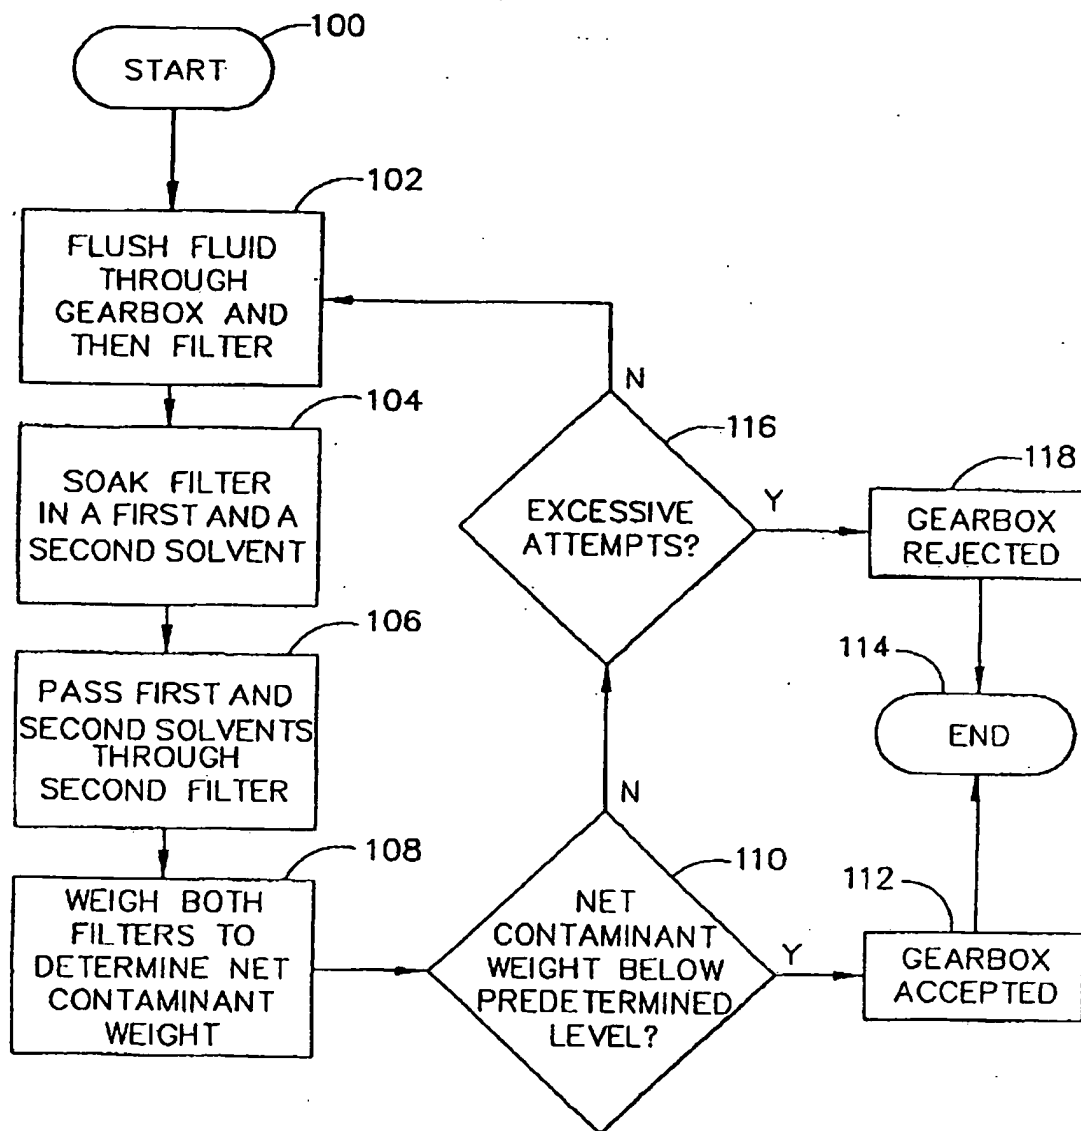 100
START
102
FLUSH FLUID
THROUGH
GEARBOX AND
THEN FILTER
104
SOAK FILTER
IN A FIRST AND A
SECOND SOLVENT
106
PASS FIRST AND
SECOND SOLVENTS
THROUGH
SECOND FILTER
108
WEIGH BOTH
FILTERS TO
DETERMINE NET
CONTAMINANT
WEIGHT
110
NET
CONTAMINANT
WEIGHT BELOW
PREDETERMINED
LEVEL?
N
Y
116
EXCESSIVE
ATTEMPTS?
N
Y
118
GEARBOX
REJECTED
114
END
112
GEARBOX
ACCEPTED